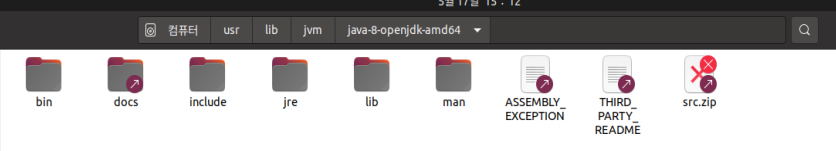 5월 17일 15 : 12
컴퓨터 usr lib jvm java-8-openjdk-amd64
bin docs include jre lib man ASSEMBLY_
EXCEPTION THIRD_
PARTY_
README src.zip